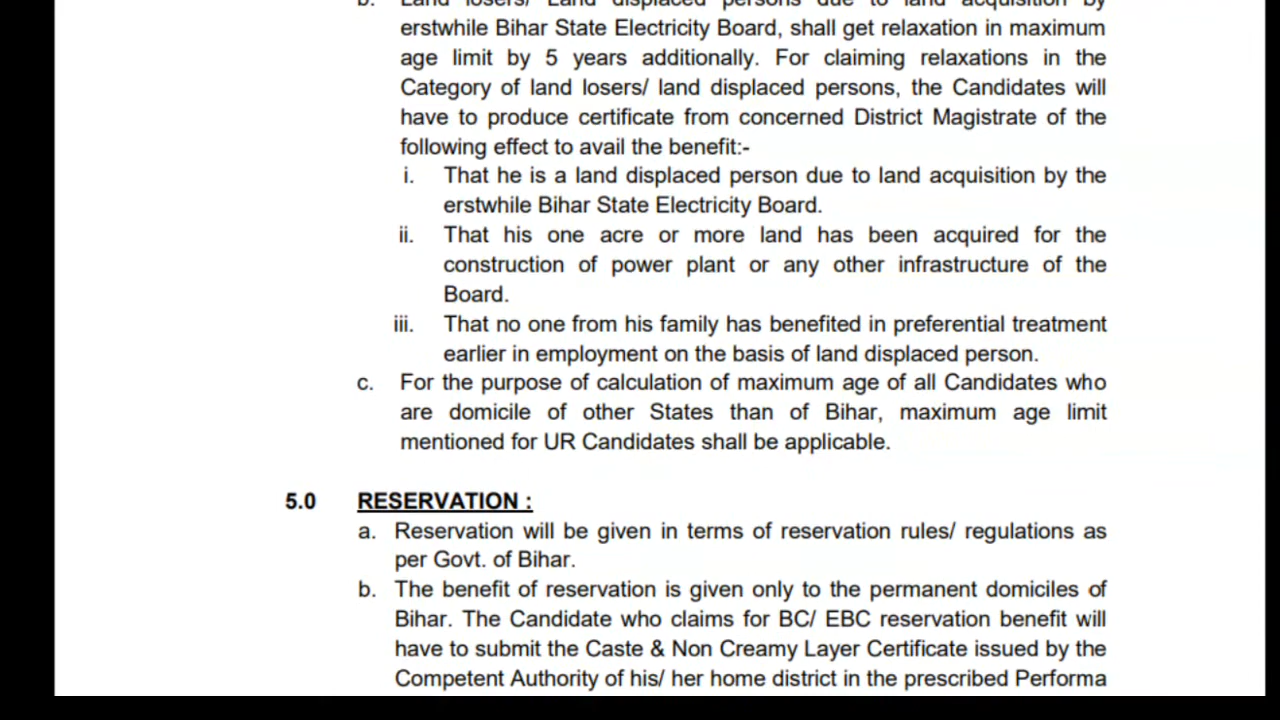 b. Land losers/ Land displaced persons due to land acquisition by
erstwhile Bihar State Electricity Board, shall get relaxation in maximum
age limit by 5 years additionally. For claiming relaxations in the
Category of land losers/ land displaced persons, the Candidates will
have to produce certificate from concerned District Magistrate of the
following effect to avail the benefit:-
i. That he is a land displaced person due to land acquisition by the
erstwhile Bihar State Electricity Board.
ii. That his one acre or more land has been acquired for the
construction of power plant or any other infrastructure of the
Board.
iii. That no one from his family has benefited in preferential treatment
earlier in employment on the basis of land displaced person.
c. For the purpose of calculation of maximum age of all Candidates who
are domicile of other States than of Bihar, maximum age limit
mentioned for UR Candidates shall be applicable.
5.0 RESERVATION :
a. Reservation will be given in terms of reservation rules/ regulations as
per Govt. of Bihar.
b. The benefit of reservation is given only to the permanent domiciles of
Bihar. The Candidate who claims for BC/ EBC reservation benefit will
have to submit the Caste & Non Creamy Layer Certificate issued by the
Competent Authority of his/ her home district in the prescribed Performa